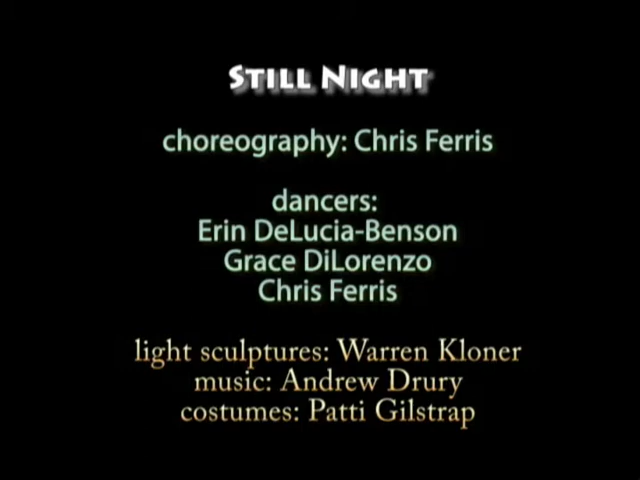 STILL NIGHT
choreography: Chris Ferris
dancers:
Erin DeLucia-Benson
Grace DiLorenzo
Chris Ferris
light sculptures: Warren Kloner
music: Andrew Drury
costumes: Patti Gilstrap